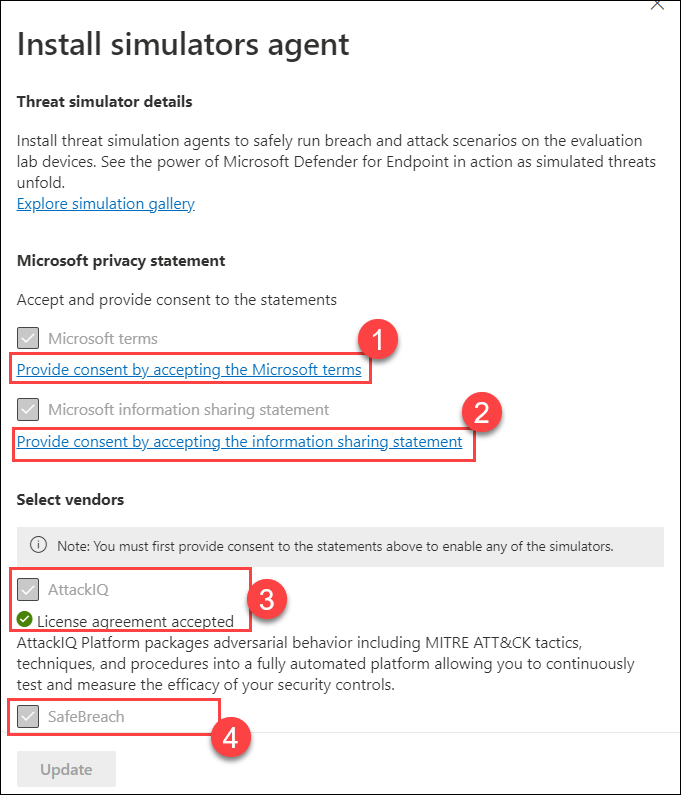 Install simulators agent
Threat simulator details
Install threat simulation agents to safely run breach and attack scenarios on the evaluation
lab devices. See the power of Microsoft Defender for Endpoint in action as simulated threats
unfold.
Explore simulation gallery
Microsoft privacy statement
Accept and provide consent to the statements
Microsoft terms
1
Provide consent by accepting the Microsoft terms
Microsoft information sharing statement
2
Provide consent by accepting the information sharing statement
Select vendors
Note: You must first provide consent to the statements above to enable any of the simulators.
AttackIQ
3
License agreement accepted
AttackIQ Platform packages adversarial behavior including MITRE ATT&CK tactics,
techniques, and procedures into a fully automated platform allowing you to continuously
test and measure the efficacy of your security controls.
SafeBreach
4
Update